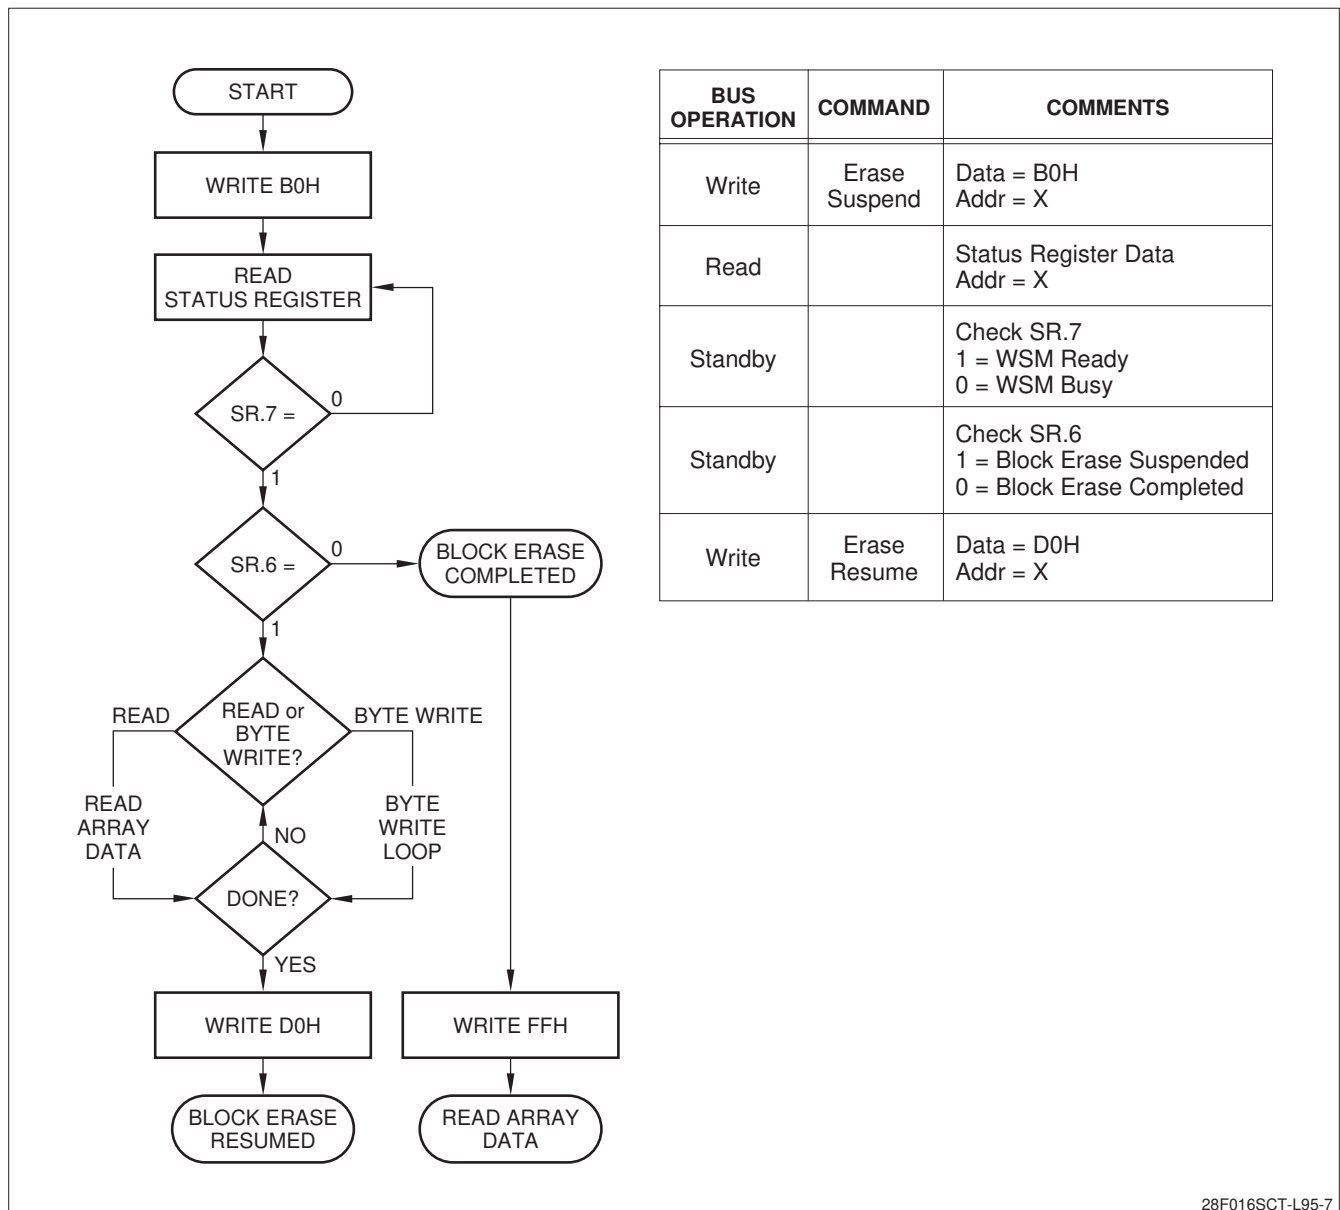 START
WRITE B0H
READ
STATUS REGISTER
SR.7 =
0
1
SR.6 =
0
BLOCK ERASE
COMPLETED
1
READ
READ or
BYTE
WRITE?
BYTE WRITE
READ
ARRAY
DATA
BYTE
WRITE
LOOP
NO
DONE?
YES
WRITE D0H
WRITE FFH
BLOCK ERASE
RESUMED
READ ARRAY
DATA
BUS
OPERATION
COMMAND
COMMENTS
Write
Erase
Suspend
Data = B0H
Addr = X
Read
Status Register Data
Addr = X
Standby
Check SR.7
1 = WSM Ready
0 = WSM Busy
Standby
Check SR.6
1 = Block Erase Suspended
0 = Block Erase Completed
Write
Erase
Resume
Data = D0H
Addr = X
28F016SCT-L95-7